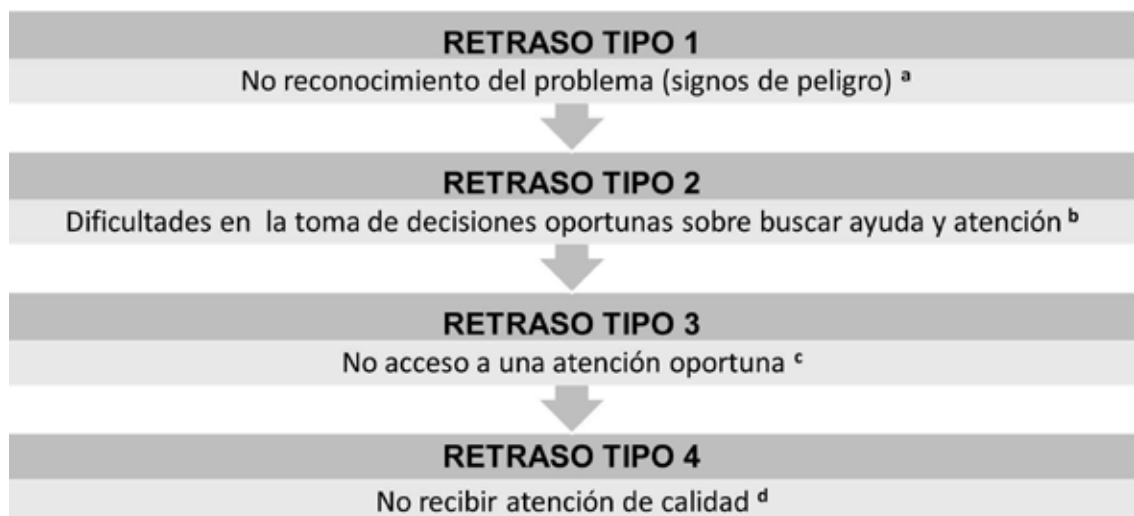 RETRASO TIPO 1
No reconocimiento del problema (signos de peligro) a
RETRASO TIPO 2
Dificultades en la toma de decisiones oportunas sobre buscar ayuda y atención b
RETRASO TIPO 3
No acceso a una atención oportuna c
RETRASO TIPO 4
No recibir atención de calidad d